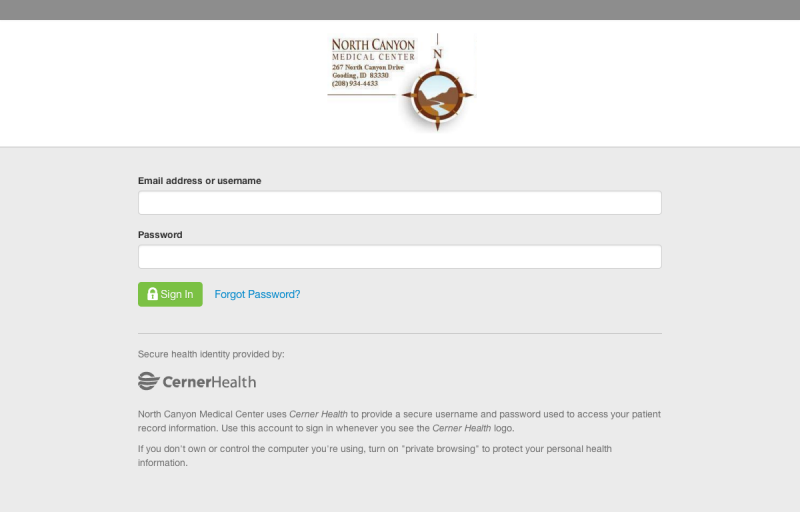 NORTH CANYON
MEDICAL CENTER
267 North Canyon Drive
Gooding, ID 83330
(208) 934-4433
N
Email address or username
Password
Sign In Forgot Password?
Secure health identity provided by:
CernerHealth
North Canyon Medical Center uses Cerner Health to provide a secure username and password used to access your patient
record information. Use this account to sign in whenever you see the Cerner Health logo.
If you don't own or control the computer you're using, turn on "private browsing" to protect your personal health
information.